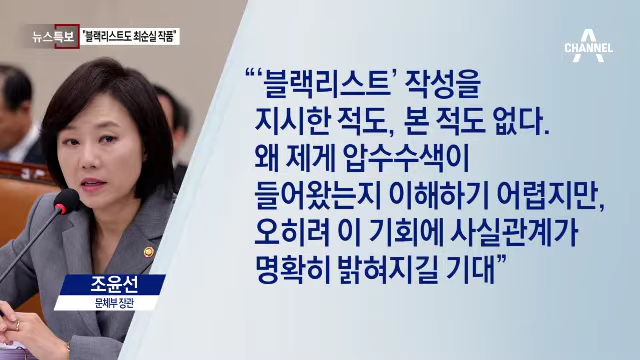 뉴스특보
"블랙리스트도 최순실 작품"
CHANNEL
“‘블랙리스트’ 작성을
지시한 적도, 본 적도 없다.
왜 제게 압수수색이
들어왔는지 이해하기 어렵지만,
오히려 이 기회에 사실관계가
명확히 밝혀지길 기대”
조윤선
문체부 장관